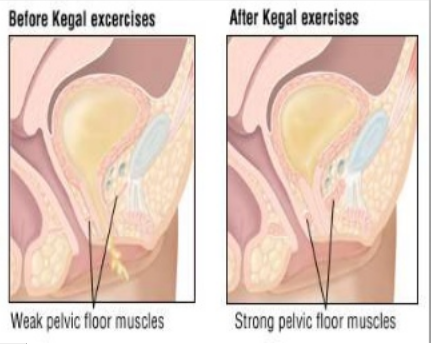 Before Kegal excercises
After Kegal exercises
Weak pelvic floor muscles
Strong pelvic floor muscles